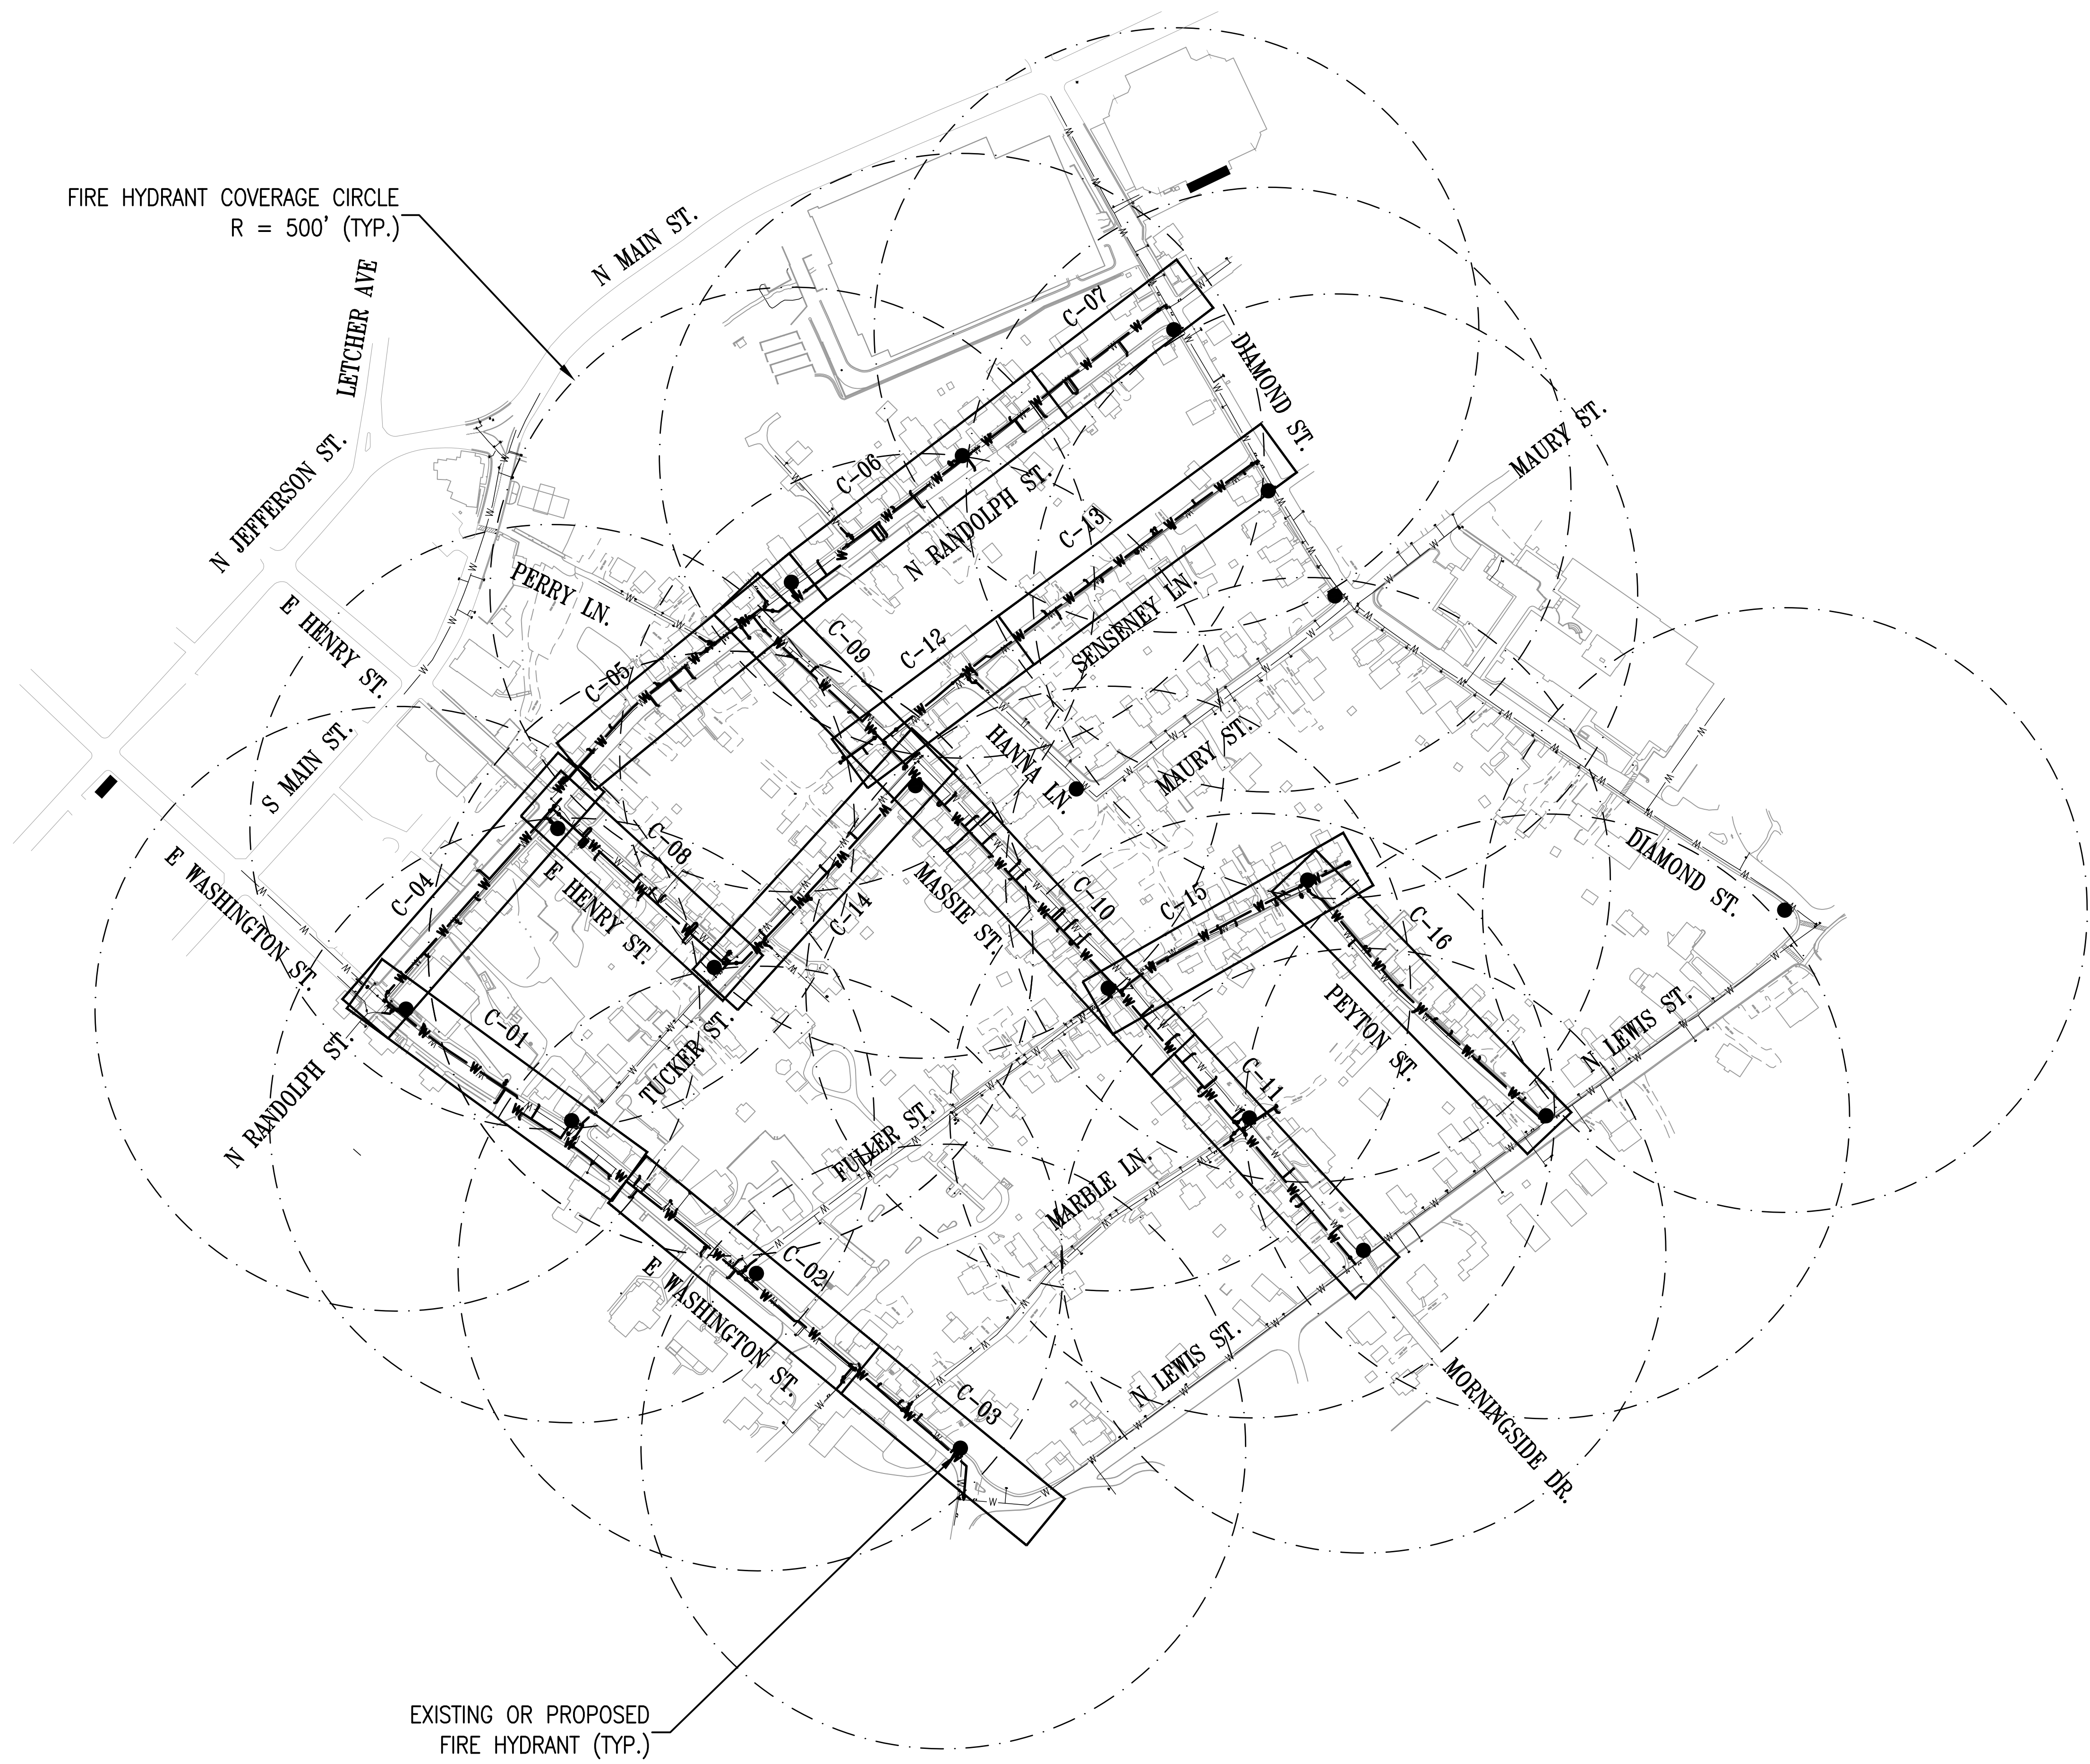 FIRE HYDRANT COVERAGE CIRCLE
R = 500' (TYP.)
LETCHER AVE
N MAIN ST.
C-07
DIAMOND ST.
MAURY ST.
N JEFFERSON ST.
C-06
N RANDOLPH ST.
C-13
PERRY LN.
E HENRY ST.
C-09
C-12
SENSENEY LN.
C-05
S MAIN ST.
HANNA LN.
MAURY ST.
E WASHINGTON ST.
C-08
C-04
E HENRY ST.
C-14
MASSIE ST.
C-10
C-15
C-16
DIAMOND ST.
C-01
N RANDOLPH ST.
TUCKER ST.
PEYTON ST.
N LEWIS ST.
C-11
FULLER ST.
MARBLE LN.
C-02
E WASHINGTON ST.
N LEWIS ST.
C-03
MORNINGSIDE DR.
EXISTING OR PROPOSED
FIRE HYDRANT (TYP.)